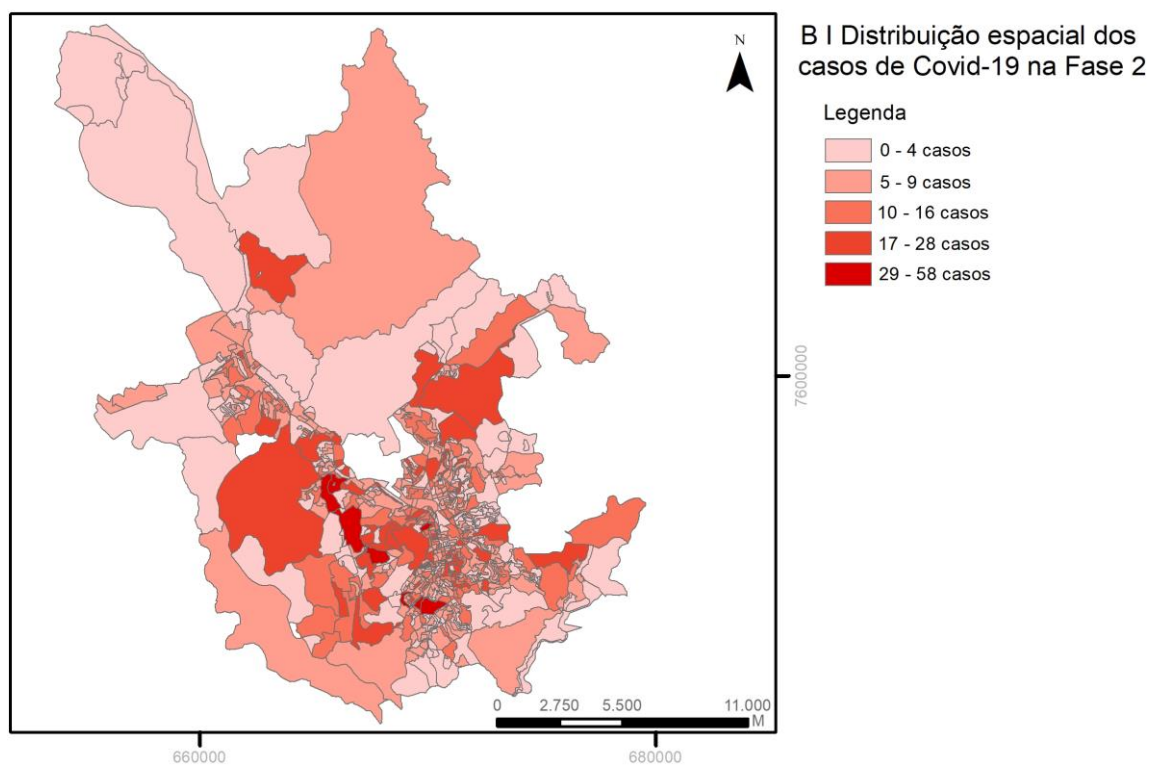 B I Distribuição espacial dos
casos de Covid-19 na Fase 2
N
Legenda
0 - 4 casos
5 - 9 casos
10 - 16 casos
17 - 28 casos
29 - 58 casos
7600000
0 2.750 5.500 11.000
M
660000 680000